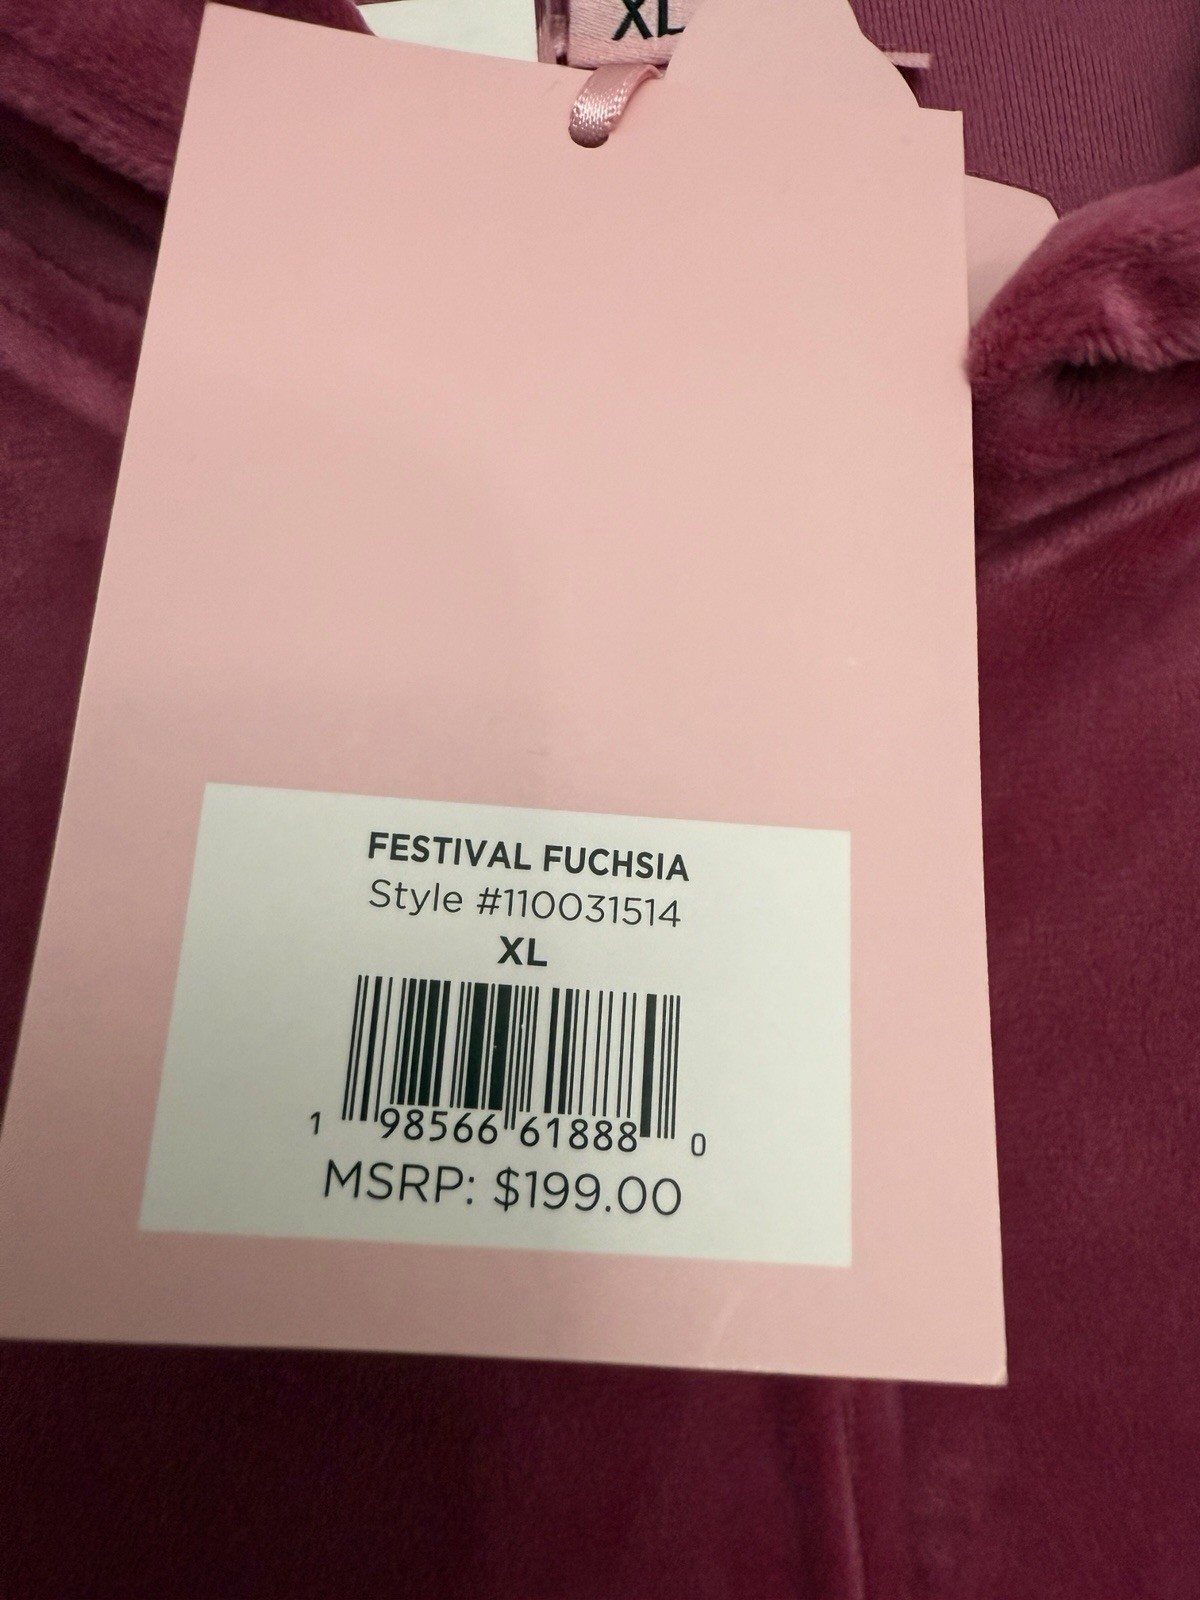 XL
FESTIVAL FUCHSIA
Style #110031514
XL
1 98566 61888 0
MSRP: $199.00